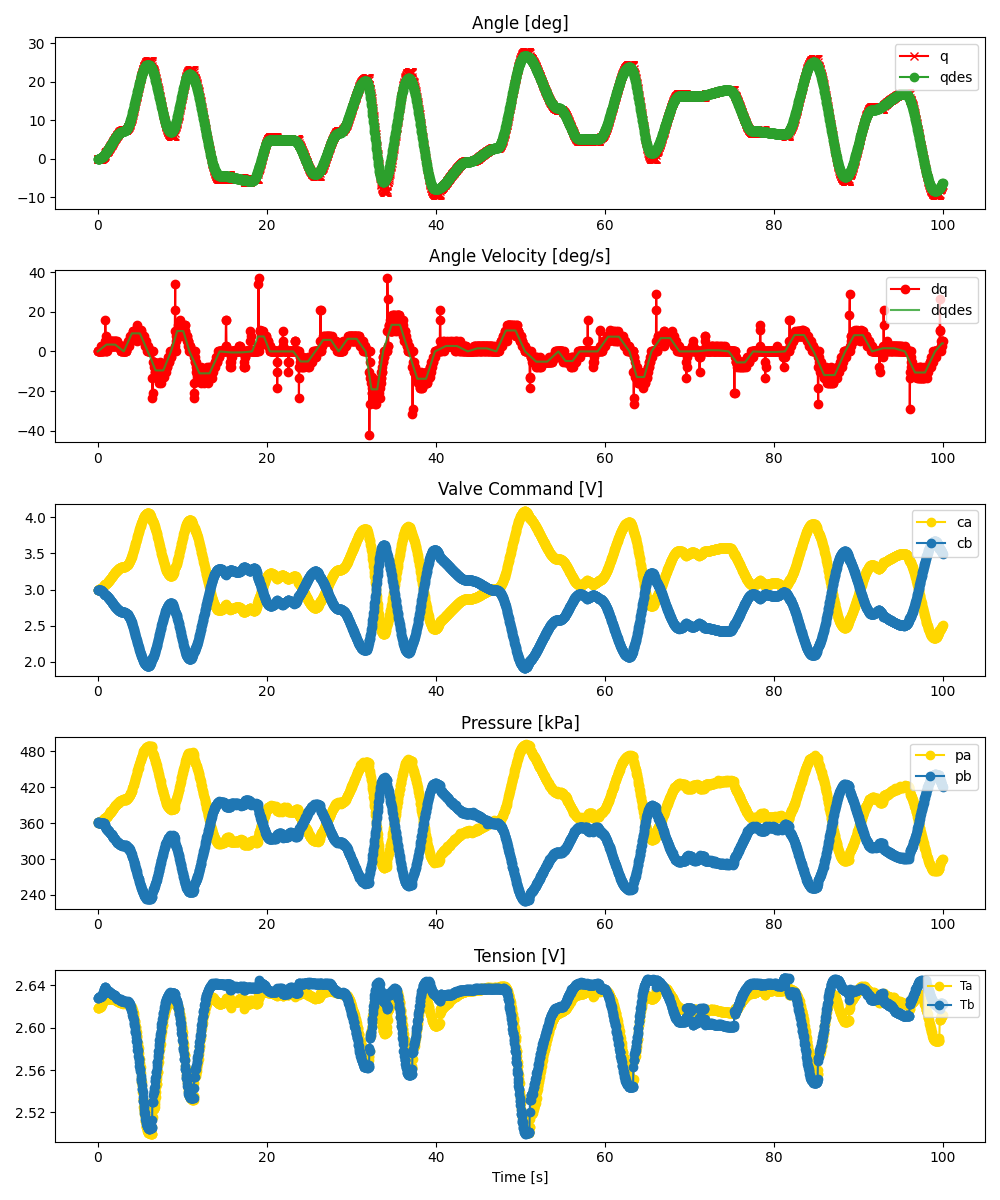 Angle [deg]
30
20
10
0
−10
q
qdes
0 20 40 60 80 100
Angle Velocity [deg/s]
40
20
0
−20
−40
dq
dqdes
0 20 40 60 80 100
Valve Command [V]
4.0
3.5
3.0
2.5
2.0
ca
cb
0 20 40 60 80 100
Pressure [kPa]
480
420
360
300
240
pa
pb
0 20 40 60 80 100
Tension [V]
2.64
2.60
2.56
2.52
Ta
Tb
0 20 40 60 80 100
Time [s]